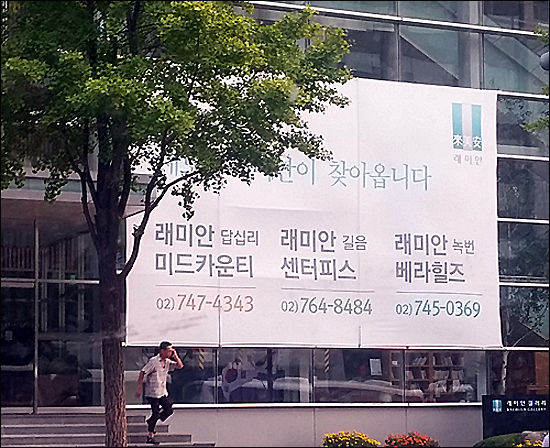 來美安
래미안
찾아옵니다
래미안 답십리
미드카운티
02) 747-4343
래미안 길음
센터피스
02) 764-8484
래미안 녹번
베라힐즈
02) 745-0369
래미안갤러리
RAEMIAN GALLERY